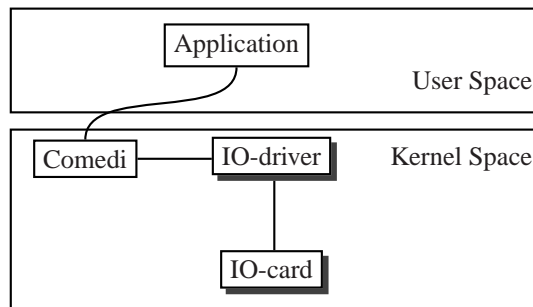 Application
User Space
Comedi
IO-driver
Kernel Space
IO-card